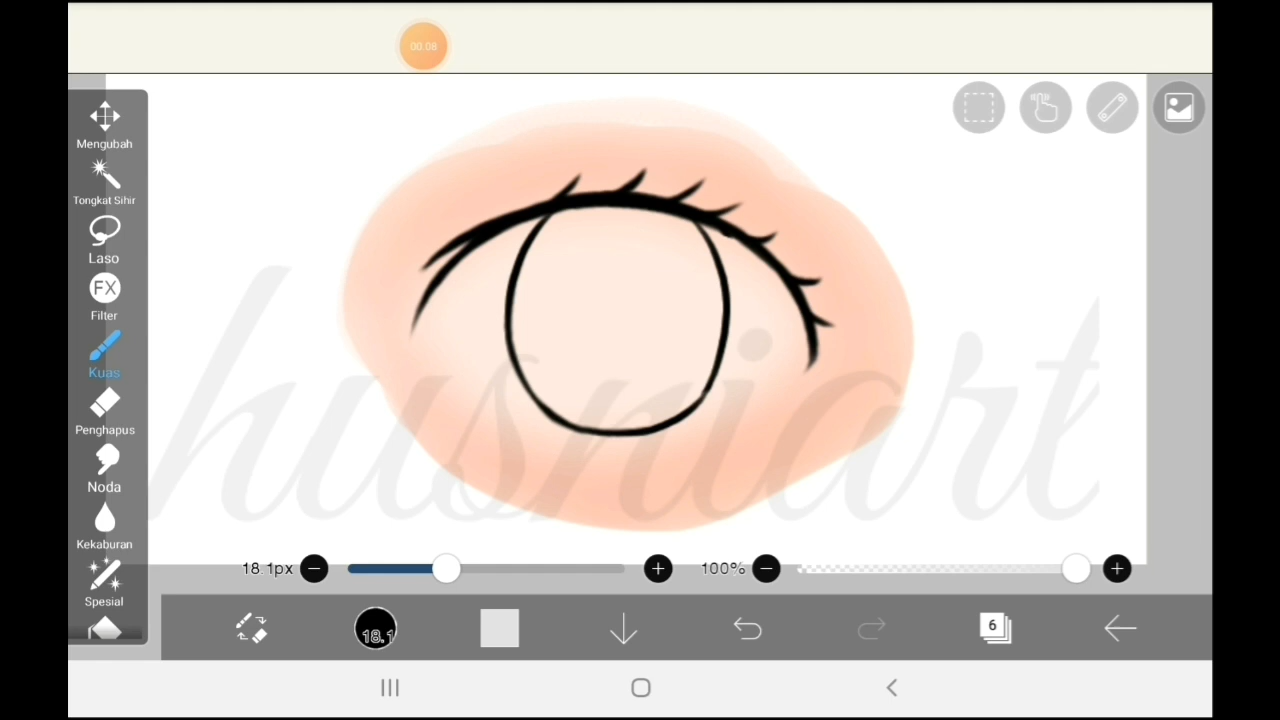 00.08
Mengubah
Tongkat Sihir
Laso
FX
Filter
Kuas
Penghapus
Noda
Kekaburan
Spesial
husniart
18.1px
100%
18.1
6